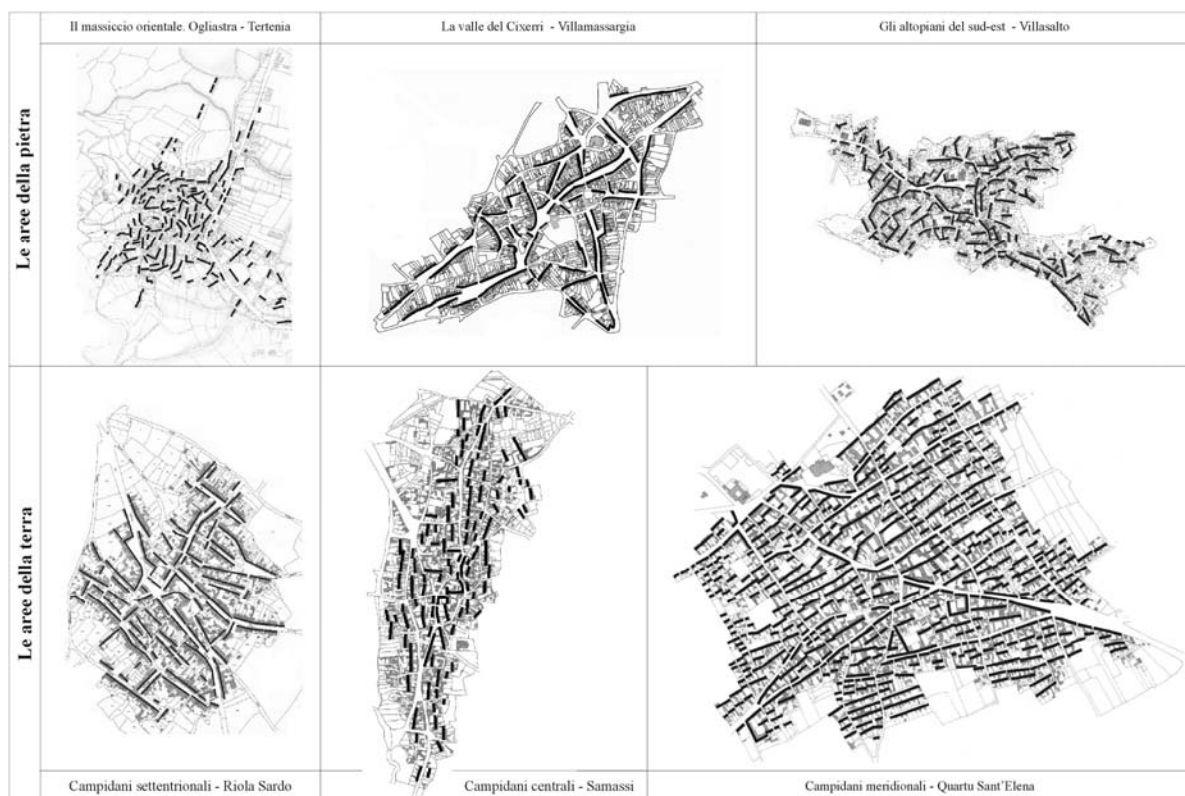 Il massiccio orientale. Ogliastra - Tertenia
La valle del Cixerri - Villamassargia
Gli altopiani del sud-est - Villasalto
Le aree della pietra
Le aree della terra
Campidani settentrionali - Riola Sardo
Campidani centrali - Samassi
Campidani meridionali - Quartu Sant'Elena